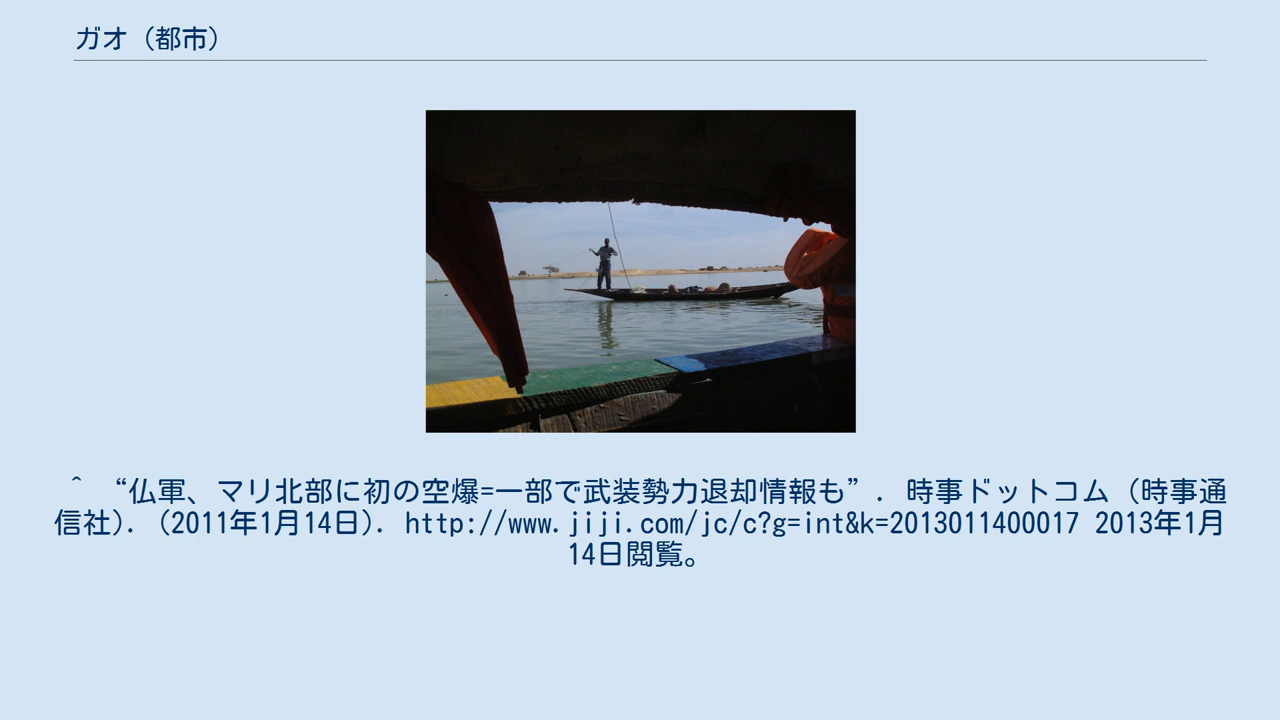 ガオ（都市）
^ “仏軍、マリ北部に初の空爆=一部で武装勢力退却情報も”. 時事ドットコム (時事通
信社). (2011年1月14日). http://www.jiji.com/jc/c?g=int&k=2013011400017 2013年1月
14日閲覧。